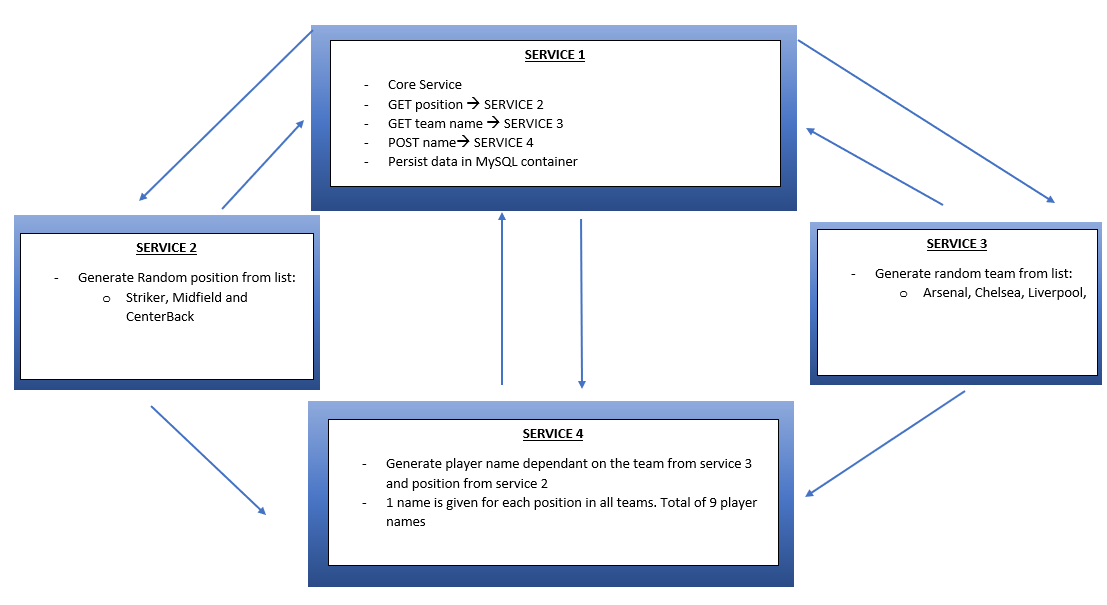 SERVICE 1
- Core Service
- GET position → SERVICE 2
- GET team name → SERVICE 3
- POST name→ SERVICE 4
- Persist data in MySQL container
SERVICE 2
- Generate Random position from list:
o Striker, Midfield and
CenterBack
SERVICE 3
- Generate random team from list:
o Arsenal, Chelsea, Liverpool,
SERVICE 4
- Generate player name dependant on the team from service 3
and position from service 2
- 1 name is given for each position in all teams. Total of 9 player
names